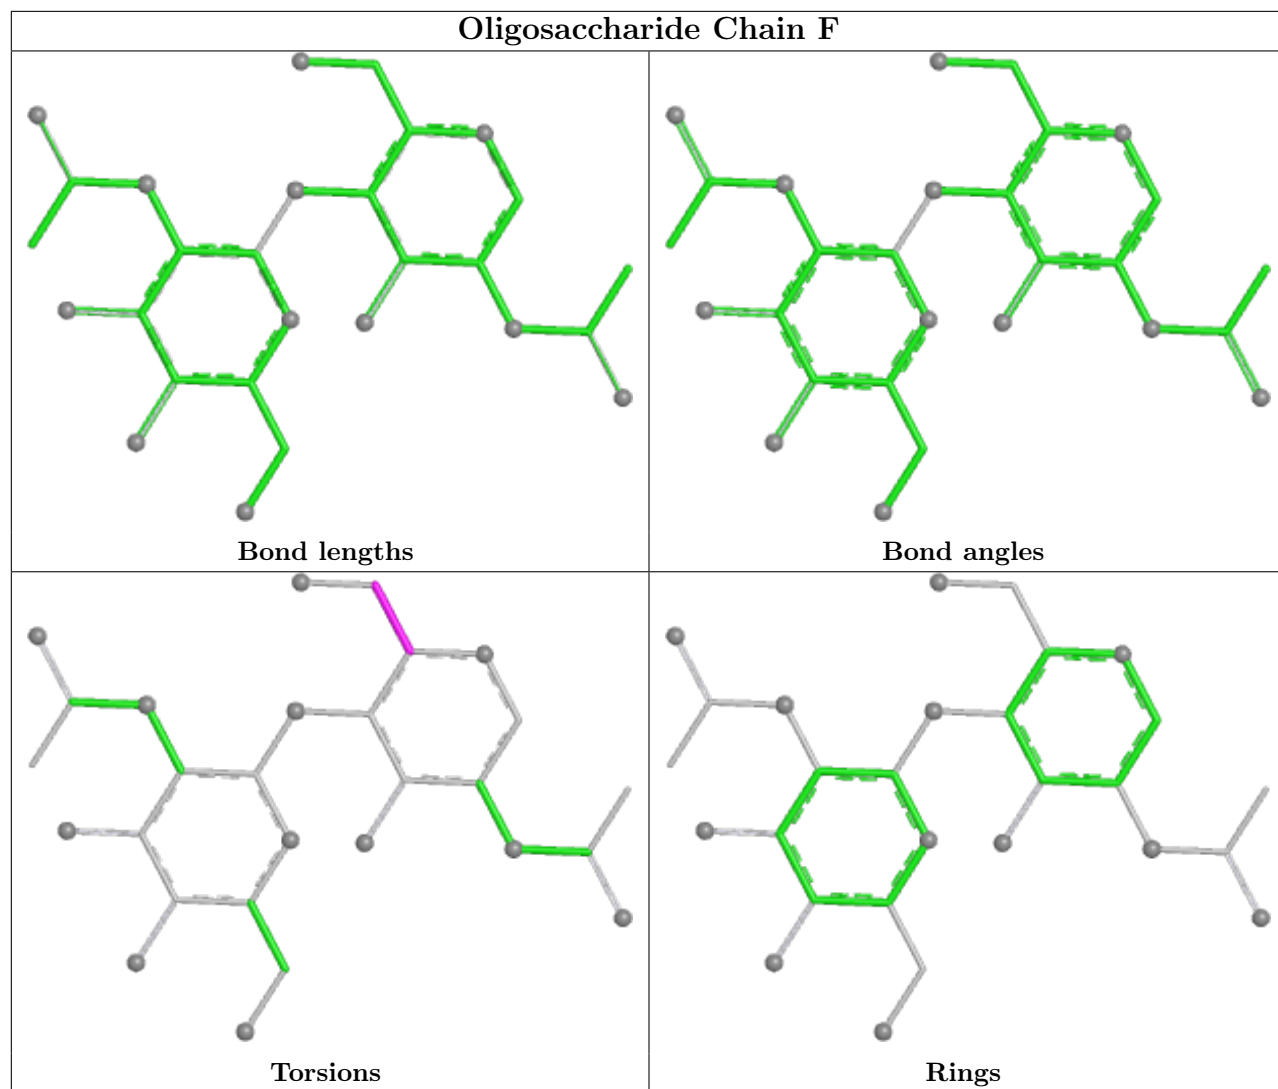 Oligosaccharide Chain F
Bond lengths
Bond angles
Torsions
Rings